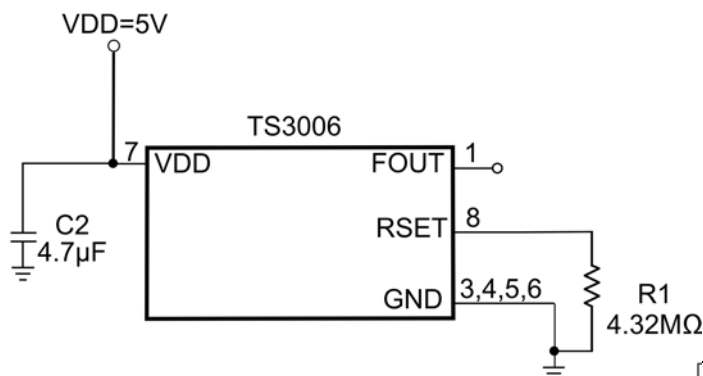 VDD=5V
TS3006
7
VDD
FOUT
1
C2
4.7µF
RSET
8
GND
3,4,5,6
R1
4.32MΩ